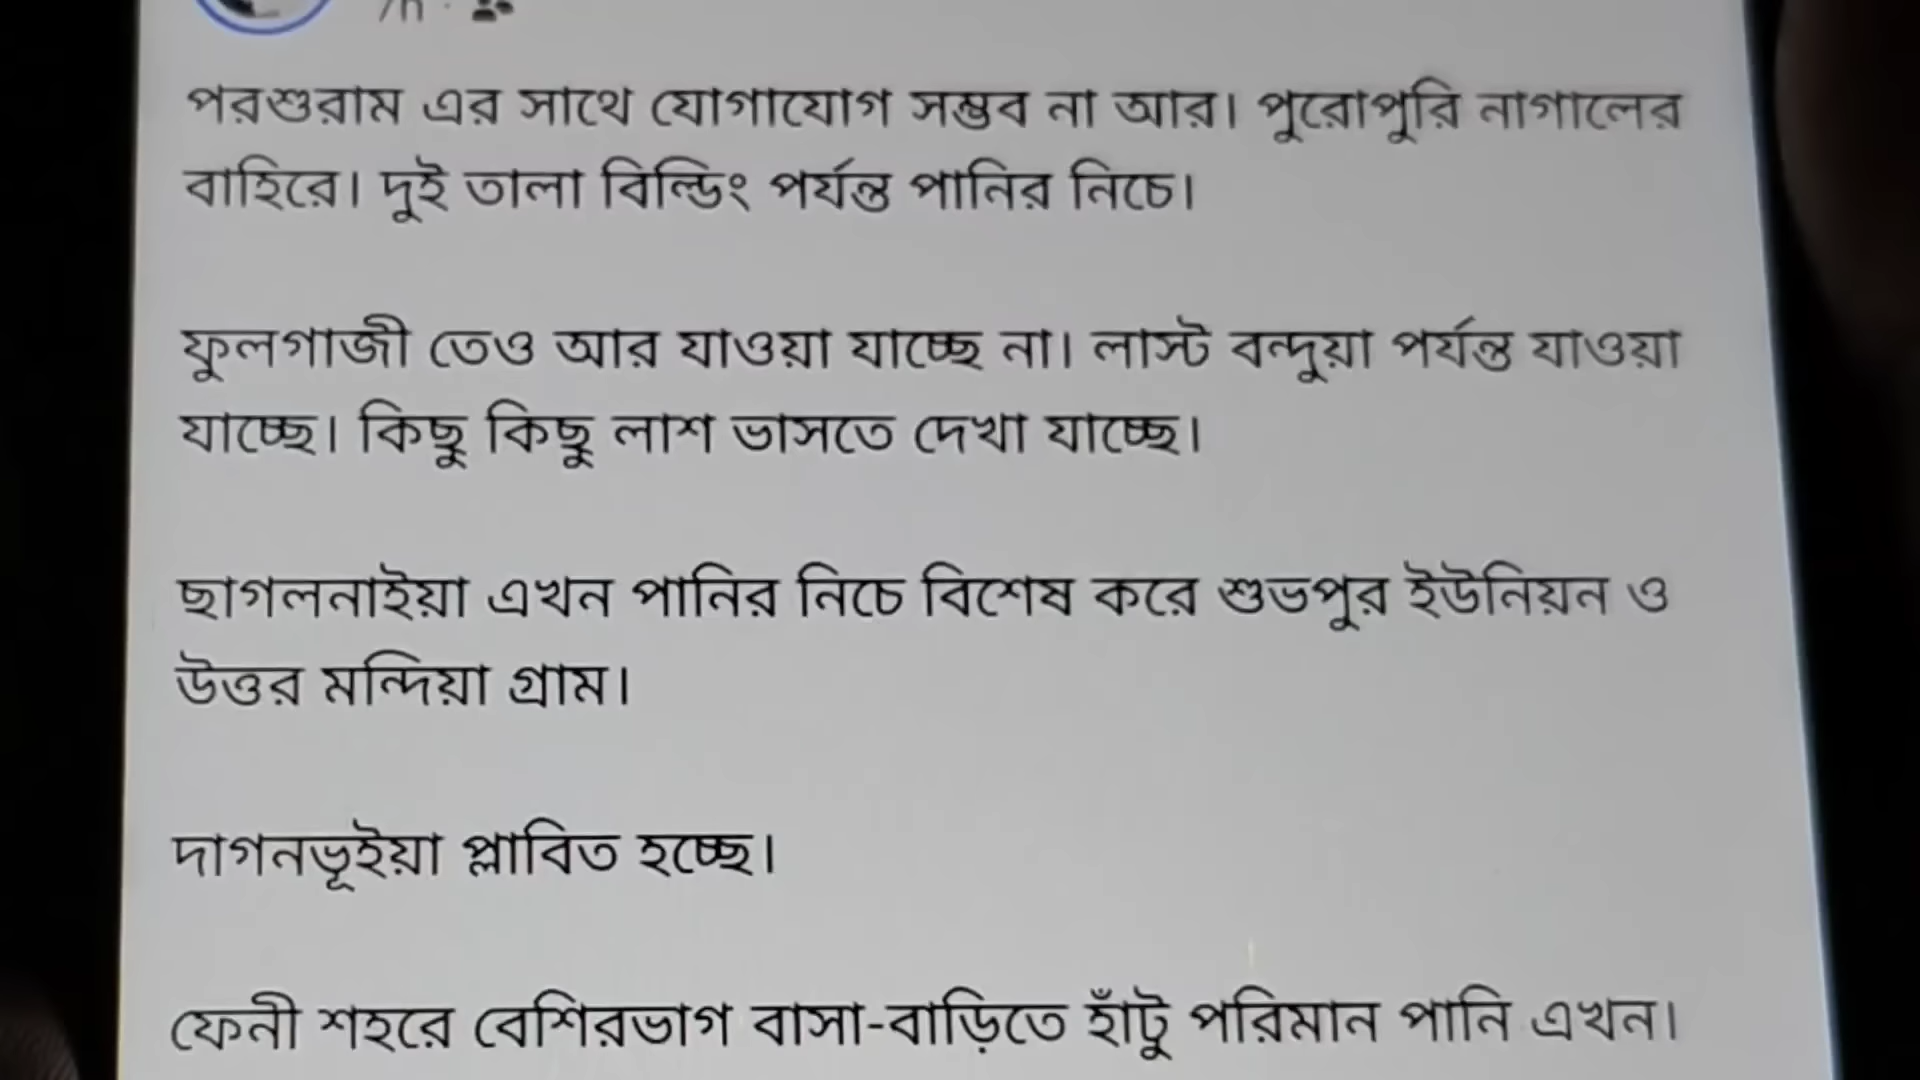 7h
পরশুরাম এর সাথে যোগাযোগ সম্ভব না আর। পুরোপুরি নাগালের
বাহিরে। দুই তালা বিল্ডিং পর্যন্ত পানির নিচে।
ফুলগাজী তেও আর যাওয়া যাচ্ছে না। লাস্ট বন্দুয়া পর্যন্ত যাওয়া
যাচ্ছে। কিছু কিছু লাশ ভাসতে দেখা যাচ্ছে।
ছাগলনাইয়া এখন পানির নিচে বিশেষ করে শুভপুর ইউনিয়ন ও
উত্তর মন্দিয়া গ্রাম।
দাগনভূইয়া প্লাবিত হচ্ছে।
ফেনী শহরে বেশিরভাগ বাসা-বাড়িতে হাঁটু পরিমান পানি এখন।